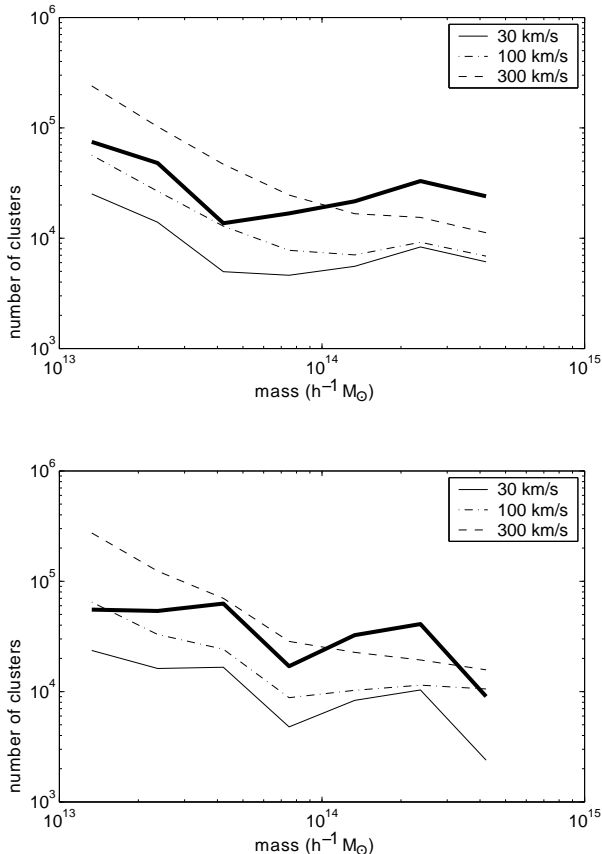 10^6
10^5
10^4
10^3
number of clusters
30 km/s
100 km/s
300 km/s
10^13 10^14 10^15
mass (h^−1 M_⊙)
10^6
10^5
10^4
10^3
number of clusters
30 km/s
100 km/s
300 km/s
10^13 10^14 10^15
mass (h^−1 M_⊙)